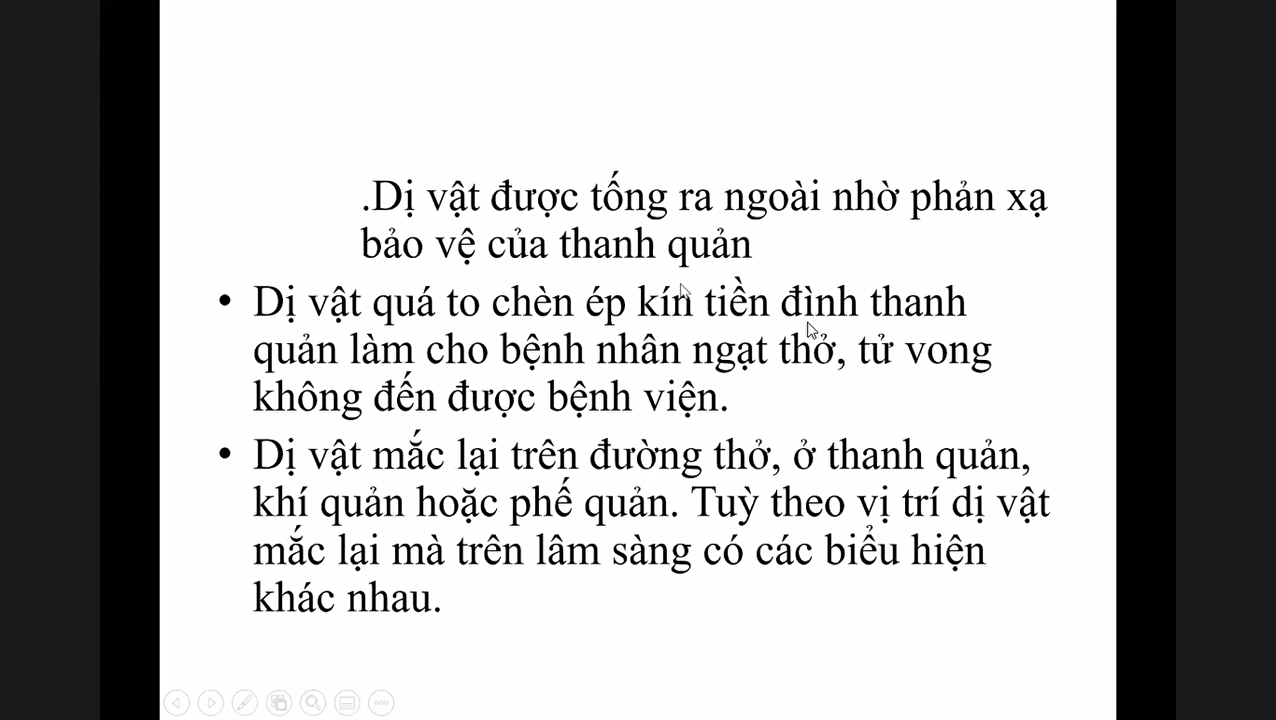 .Dị vật được tống ra ngoài nhờ phản xạ
bảo vệ của thanh quản
• Dị vật quá to chèn ép kín tiền đình thanh
quản làm cho bệnh nhân ngạt thở, tử vong
không đến được bệnh viện.
• Dị vật mắc lại trên đường thở, ở thanh quản,
khí quản hoặc phế quản. Tuỳ theo vị trí dị vật
mắc lại mà trên lâm sàng có các biểu hiện
khác nhau.